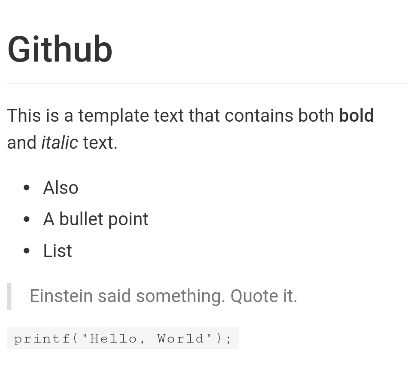 Github
This is a template text that contains both bold
and italic text.
Also
A bullet point
List
Einstein said something. Quote it.
printf("Hello, World");